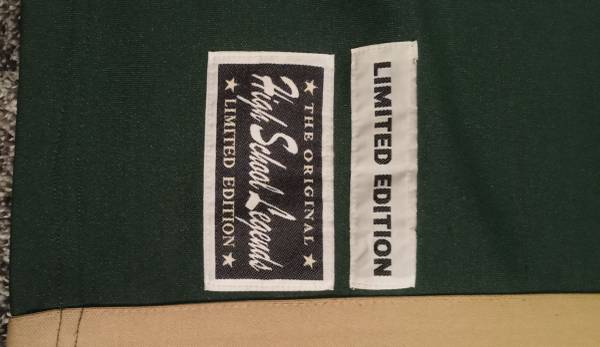 ★ THE ORIGINAL ★
High School Legends
★ LIMITED EDITION ★
LIMITED EDITION